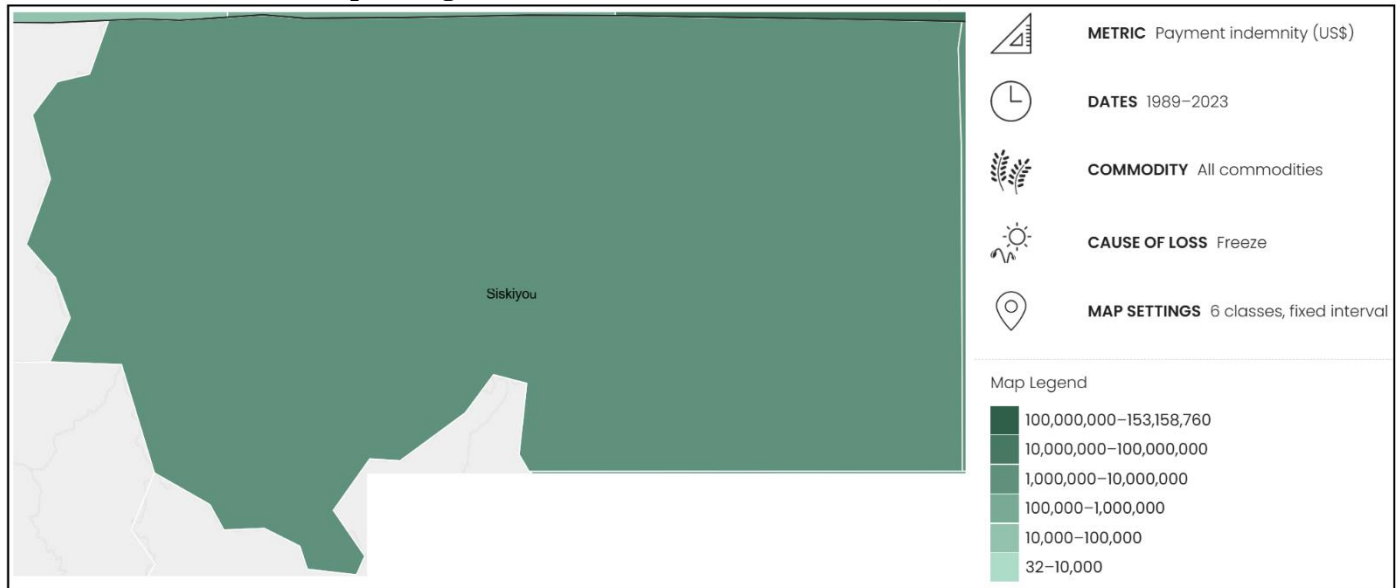 Siskiyou
METRIC Payment indemnity (US$)
DATES 1989–2023
COMMODITY All commodities
CAUSE OF LOSS Freeze
MAP SETTINGS 6 classes, fixed interval
Map Legend
100,000,000–153,158,760
10,000,000–100,000,000
1,000,000–10,000,000
100,000–1,000,000
10,000–100,000
32–10,000